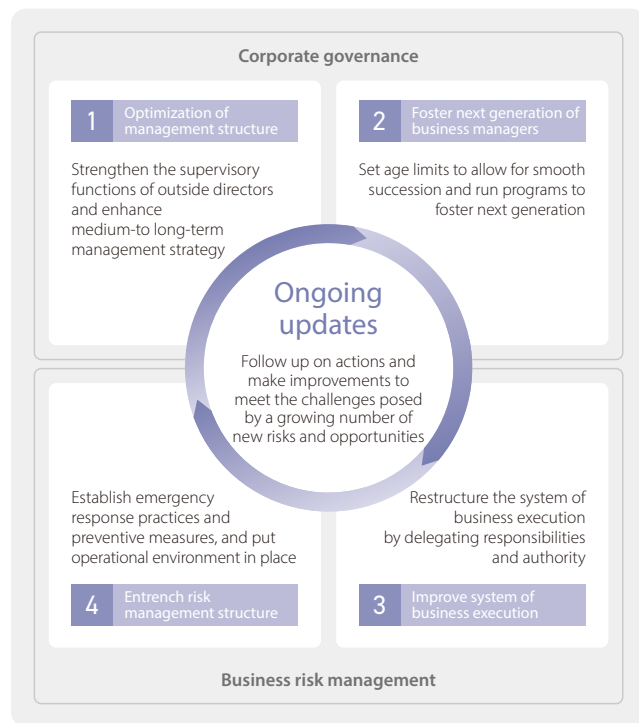 Corporate governance
1
Optimization of
management structure
Strengthen the supervisory
functions of outside directors
and enhance
medium-to long-term
management strategy
2
Foster next generation of
business managers
Set age limits to allow for smooth
succession and run programs to
foster next generation
Ongoing
updates
Follow up on actions and
make improvements to
meet the challenges posed
by a growing number of
new risks and opportunities
Establish emergency
response practices and
preventive measures, and put
operational environment in place
4
Entrench risk
management structure
Restructure the system of
business execution
by delegating responsibilities
and authority
3
Improve system of
business execution
Business risk management